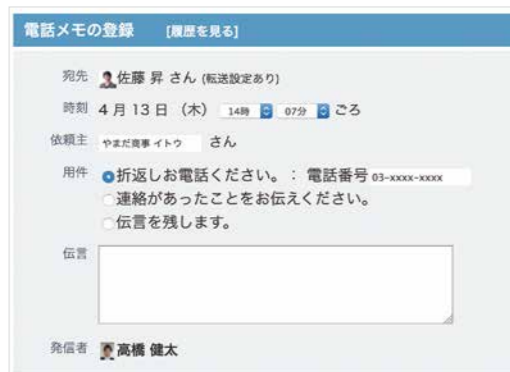 電話メモの登録 [履歴を見る]
宛先 佐藤 昇 さん (転送設定あり)
時刻 4 月 13 日 (木) 14時 07分 ごろ
依頼主 やまだ商事 イトウ さん
用件 折返しお電話ください。： 電話番号 03-xxxx-xxxx
連絡があったことをお伝えください。
伝言を残します。
伝言
発信者 高橋 健太